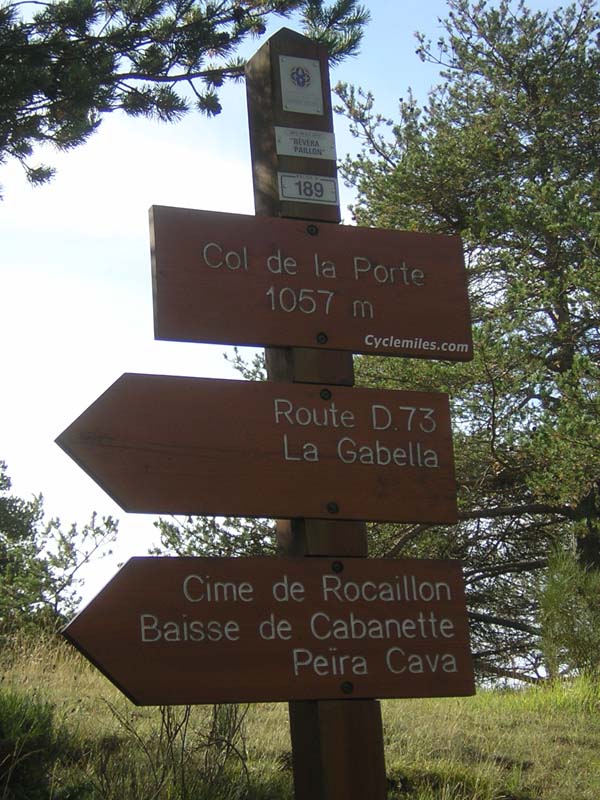 "BÉVÉRA
PAILLON"
189
Col de la Porte
1057 m
Cyclemiles.com
Route D.73
La Gabella
Cime de Rocaillon
Baisse de Cabanette
Peïra Cava